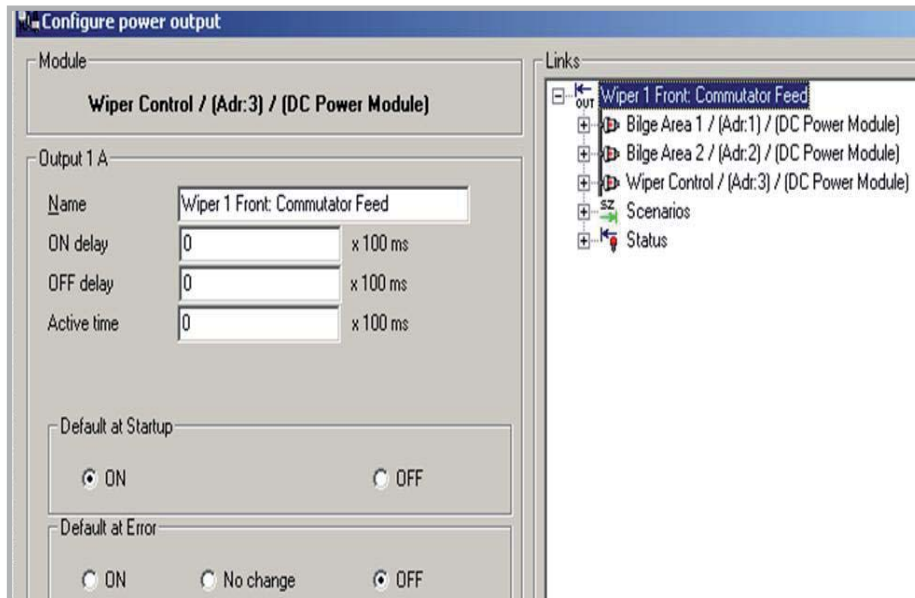 Configure power output
Module
Wiper Control / (Adr:3) / (DC Power Module)
Output 1 A
Name
Wiper 1 Front: Commutator Feed
ON delay
0
x 100 ms
OFF delay
0
x 100 ms
Active time
0
x 100 ms
Default at Startup
ON
OFF
Default at Error
ON
No change
OFF
Links
OUT
Wiper 1 Front: Commutator Feed
Bilge Area 1 / (Adr:1) / (DC Power Module)
Bilge Area 2 / (Adr:2) / (DC Power Module)
Wiper Control / (Adr:3) / (DC Power Module)
SZ
Scenarios
Status